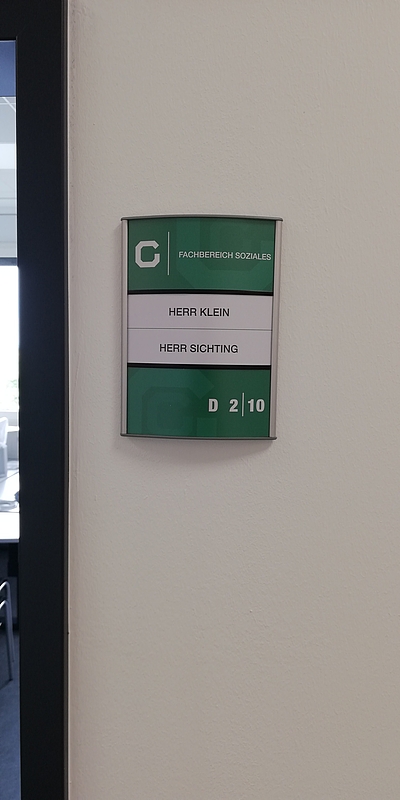 G
FACHBEREICH SOZIALES
HERR KLEIN
HERR SICHTING
D 2|10